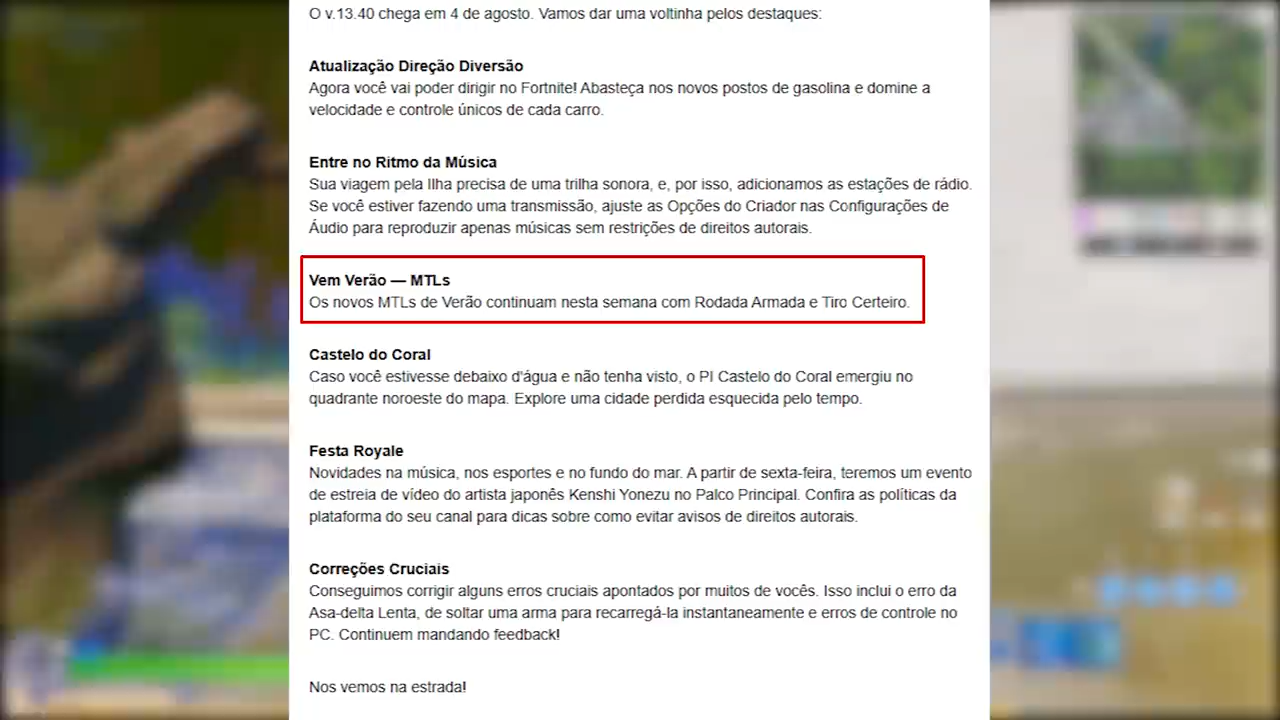 O v.13.40 chega em 4 de agosto. Vamos dar uma voltinha pelos destaques:
Atualização Direção Diversão
Agora você vai poder dirigir no Fortnite! Abasteça nos novos postos de gasolina e domine a
velocidade e controle únicos de cada carro.
Entre no Ritmo da Música
Sua viagem pela Ilha precisa de uma trilha sonora, e, por isso, adicionamos as estações de rádio.
Se você estiver fazendo uma transmissão, ajuste as Opções do Criador nas Configurações de
Áudio para reproduzir apenas músicas sem restrições de direitos autorais.
Vem Verão — MTLs
Os novos MTLs de Verão continuam nesta semana com Rodada Armada e Tiro Certeiro.
Castelo do Coral
Caso você estivesse debaixo d'água e não tenha visto, o PI Castelo do Coral emergiu no
quadrante noroeste do mapa. Explore uma cidade perdida esquecida pelo tempo.
Festa Royale
Novidades na música, nos esportes e no fundo do mar. A partir de sexta-feira, teremos um evento
de estreia de vídeo do artista japonês Kenshi Yonezu no Palco Principal. Confira as políticas da
plataforma do seu canal para dicas sobre como evitar avisos de direitos autorais.
Correções Cruciais
Conseguimos corrigir alguns erros cruciais apontados por muitos de vocês. Isso inclui o erro da
Asa-delta Lenta, de soltar uma arma para recarregá-la instantaneamente e erros de controle no
PC. Continuem mandando feedback!
Nos vemos na estrada!